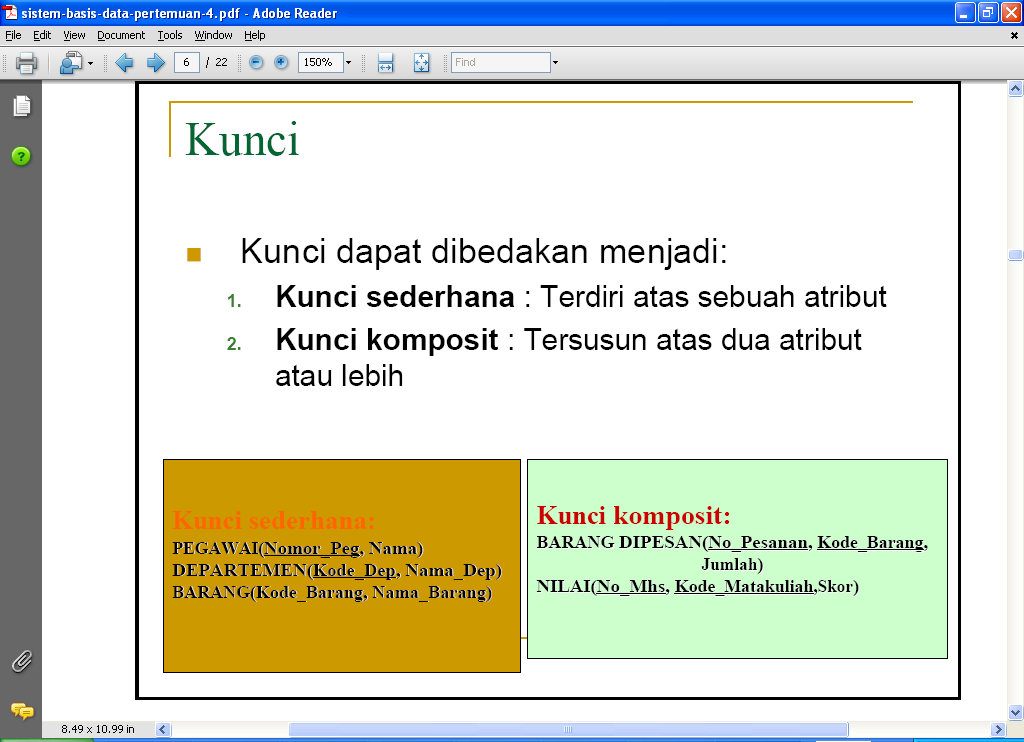 sistem-basis-data-pertemuan-4.pdf - Adobe Reader
File Edit View Document Tools Window Help
6 / 22 150% Find
Kunci
Kunci dapat dibedakan menjadi:
1. Kunci sederhana : Terdiri atas sebuah atribut
2. Kunci komposit : Tersusun atas dua atribut
atau lebih
Kunci sederhana:
PEGAWAI(Nomor_Peg, Nama)
DEPARTEMEN(Kode_Dep, Nama_Dep)
BARANG(Kode_Barang, Nama_Barang)
Kunci komposit:
BARANG DIPESAN(No_Pesanan, Kode_Barang,
Jumlah)
NILAI(No_Mhs, Kode_Matakuliah,Skor)
8.49 x 10.99 in